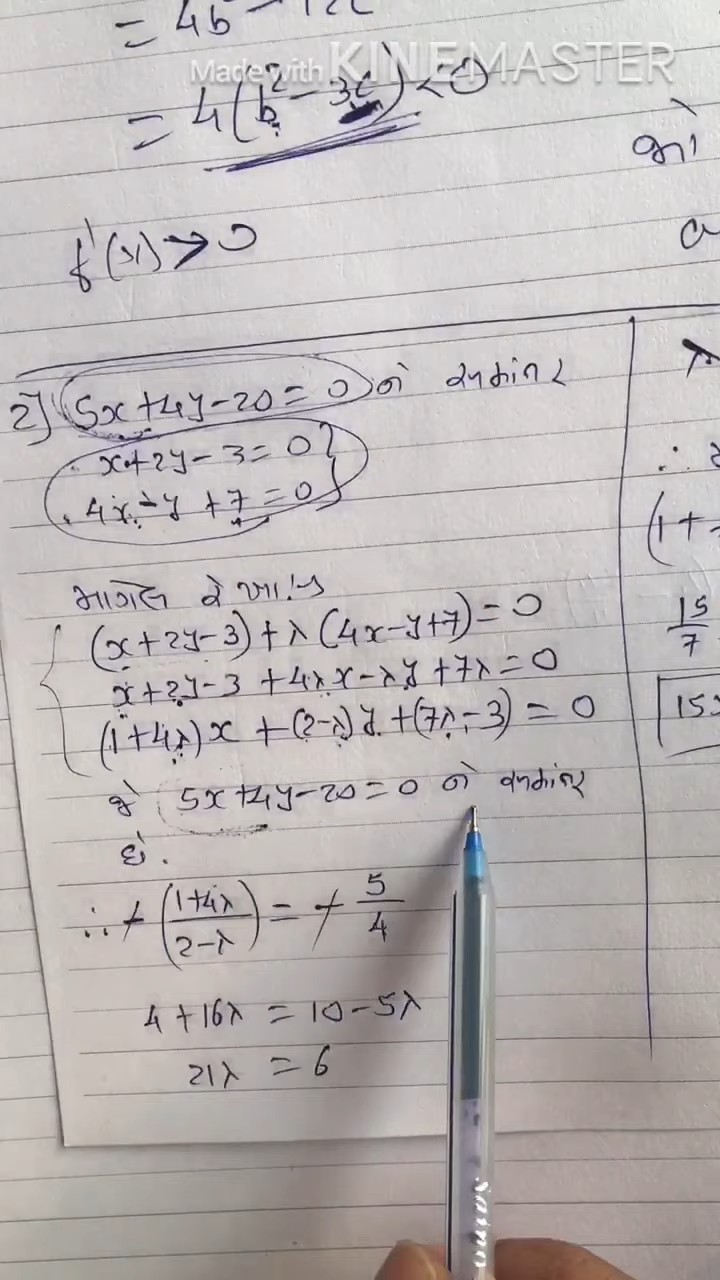 = 4b² - 12c
Made with KINEMASTER
= 4(b² - 3c) < 0
f'(x) > 0
2] 5x+4y-20=0 ને સમાંતર
x+2y-3=0
4x-y+7=0
માગેલ રેખાઃ
(x+2y-3)+λ(4x-y+7)=0
x+2y-3+4λx-λy+7λ=0
(1+4λ)x+(2-λ)y+(7λ-3)=0
જે 5x+4y-20=0 ને સમાંતર
છે.
∴ -((1+4λ)/(2-λ)) = -5/4
4+16λ = 10-5λ
21λ = 6
λ
∴
(1+
15/7
15x
Saino